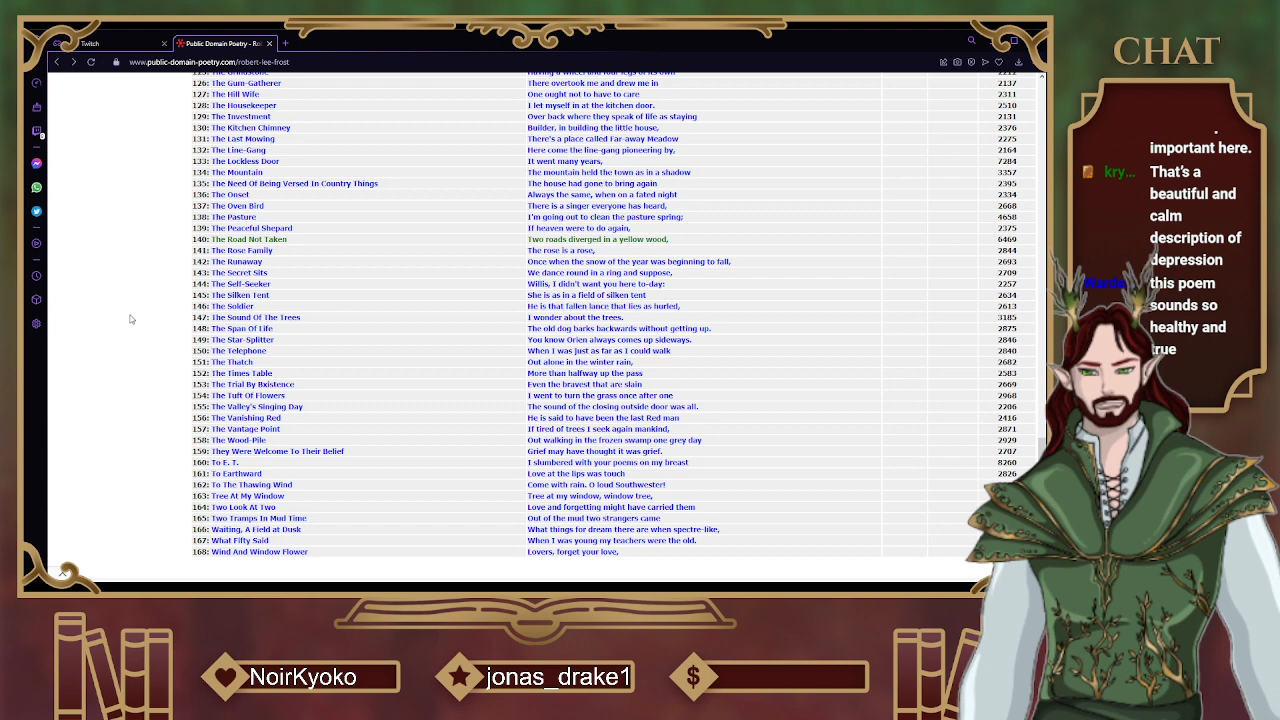 Twitch
Public Domain Poetry - Ro
www.public-domain-poetry.com/robert-lee-frost
CHAT
125: The Grindstone Having a wheel and four legs of its own 2212
126: The Gum-Gatherer There overtook me and drew me in 2137
127: The Hill Wife One ought not to have to care 2311
128: The Housekeeper I let myself in at the kitchen door. 2510
129: The Investment Over back where they speak of life as staying 2131
130: The Kitchen Chimney Builder, in building the little house, 2376
131: The Last Mowing There's a place called Far-away Meadow 2275
132: The Line-Gang Here come the line-gang pioneering by, 2164
133: The Lockless Door It went many years, 7284
134: The Mountain The mountain held the town as in a shadow 3357
135: The Need Of Being Versed In Country Things The house had gone to bring again 2395
136: The Onset Always the same, when on a fated night 2334
137: The Oven Bird There is a singer everyone has heard, 2668
138: The Pasture I'm going out to clean the pasture spring; 4658
139: The Peaceful Shepard If heaven were to do again, 2375
140: The Road Not Taken Two roads diverged in a yellow wood, 6469
141: The Rose Family The rose is a rose, 2844
142: The Runaway Once when the snow of the year was beginning to fall, 2693
143: The Secret Sits We dance round in a ring and suppose, 2709
144: The Self-Seeker Willis, I didn't want you here to-day: 2257
145: The Silken Tent She is as in a field of silken tent 2634
146: The Soldier He is that fallen lance that lies as hurled, 2613
147: The Sound Of The Trees I wonder about the trees. 3185
148: The Span Of Life The old dog barks backwards without getting up. 2875
149: The Star-Splitter You know Orien always comes up sideways. 2846
150: The Telephone When I was just as far as I could walk 2840
151: The Thatch Out alone in the winter rain, 2682
152: The Times Table More than halfway up the pass 2583
153: The Trial By Bxistence Even the bravest that are slain 2669
154: The Tuft Of Flowers I went to turn the grass once after one 2968
155: The Valley's Singing Day The sound of the closing outside door was all. 2206
156: The Vanishing Red He is said to have been the last Red man 2416
157: The Vantage Point If tired of trees I seek again mankind, 2871
158: The Wood-Pile Out walking in the frozen swamp one grey day 2929
159: They Were Welcome To Their Belief Grief may have thought it was grief. 2707
160: To E. T. I slumbered with your poems on my breast 8260
161: To Earthward Love at the lips was touch 2826
162: To The Thawing Wind Come with rain. O loud Southwester!
163: Tree At My Window Tree at my window, window tree,
164: Two Look At Two Love and forgetting might have carried them
165: Two Tramps In Mud Time Out of the mud two strangers came
166: Waiting, A Field at Dusk What things for dream there are when spectre-like,
167: What Fifty Said When I was young my teachers were the old.
168: Wind And Window Flower Lovers, forget your love,
important here.
kry... That's a
beautiful and
calm
description of
depression
this poem
sounds so
healthy and
true
NoirKyoko
jonas_drake1
$